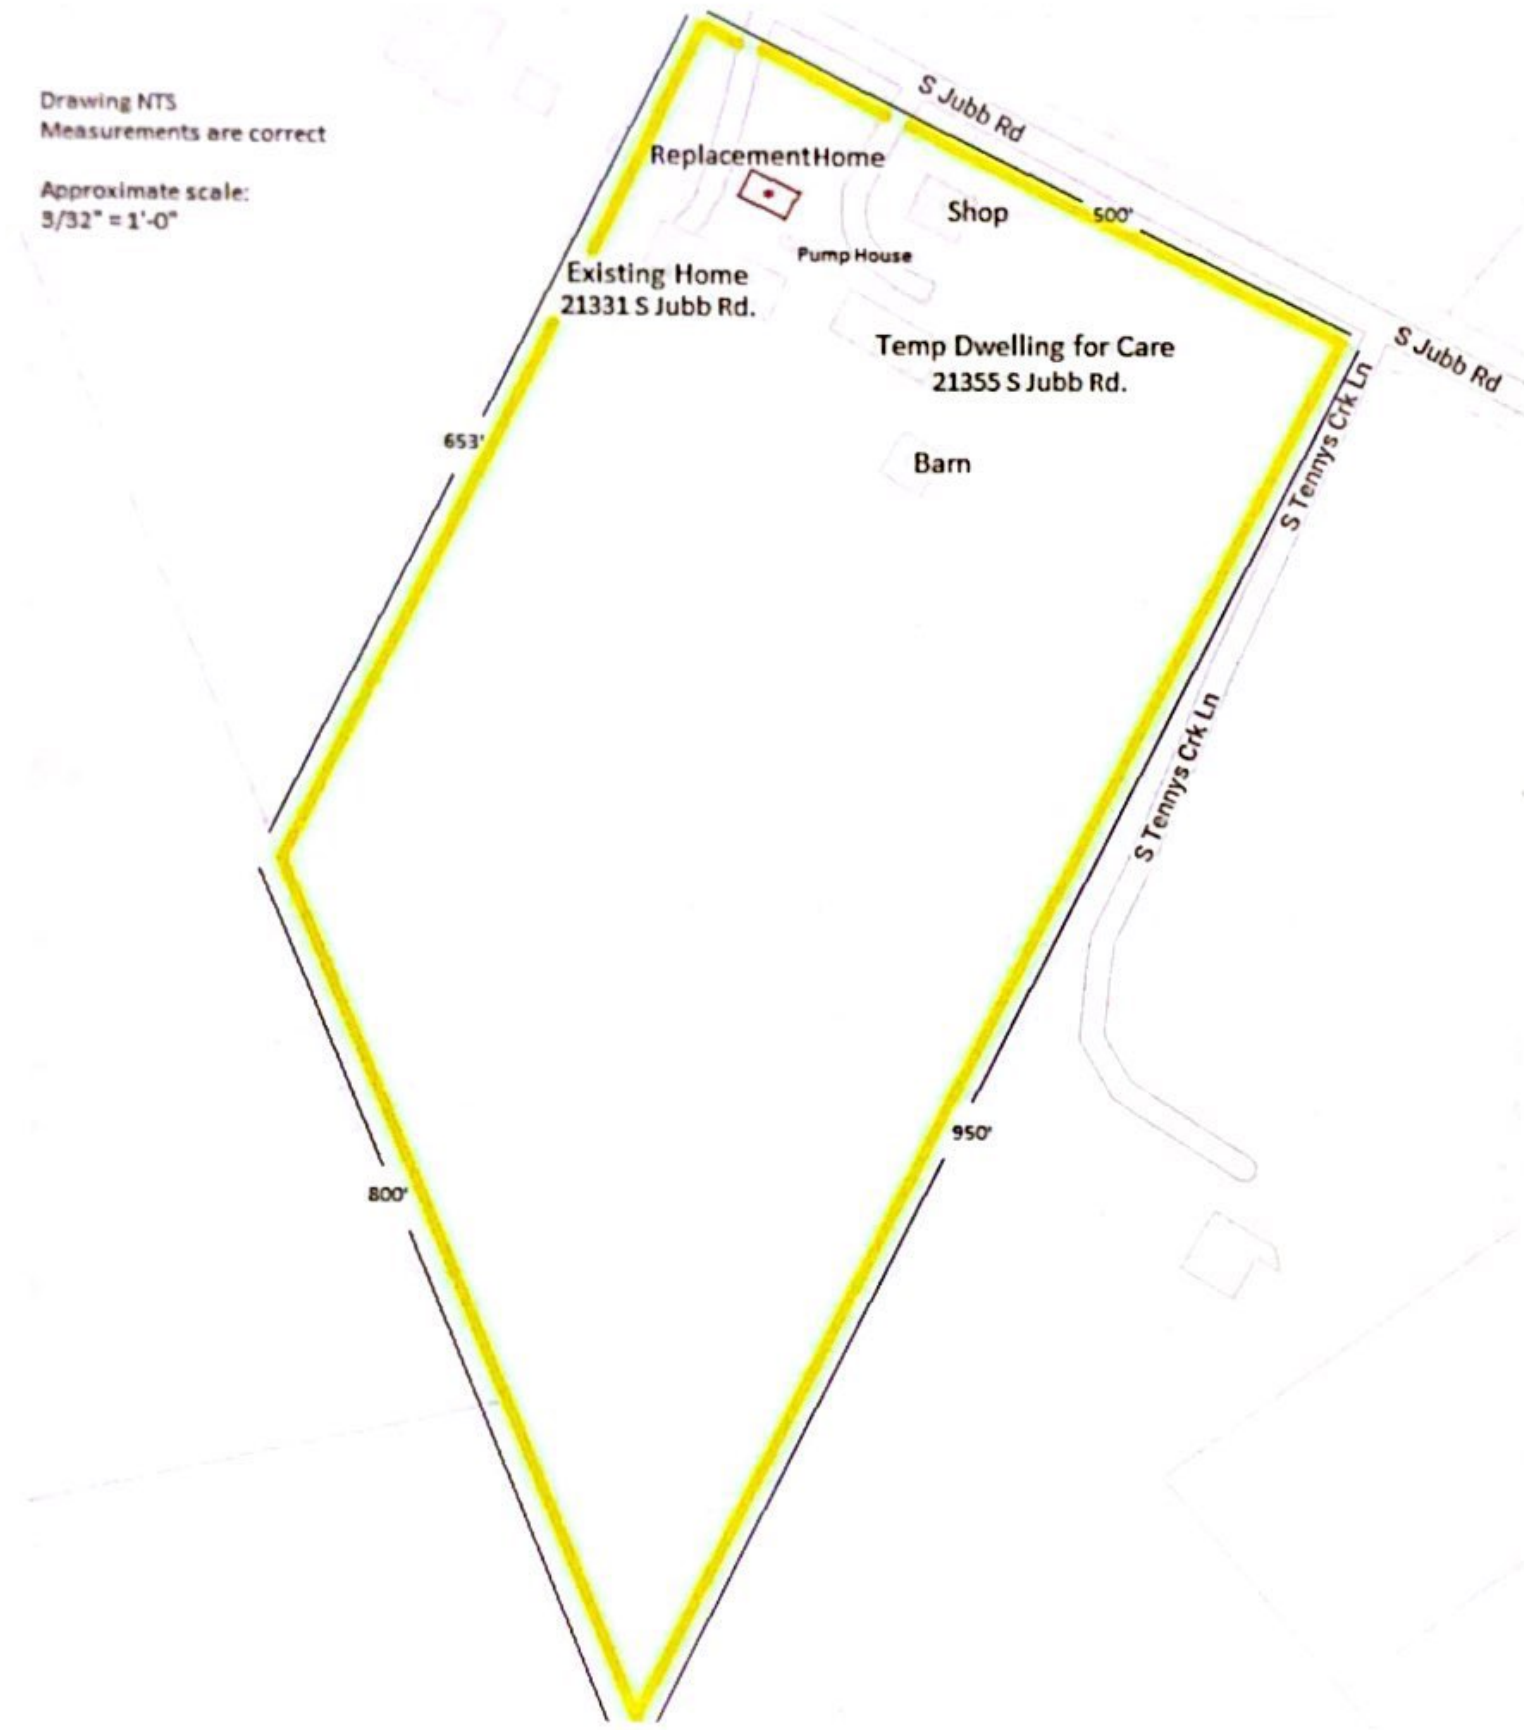 Drawing NTS
Measurements are correct
Approximate scale:
3/32" = 1'-0"
S Jubb Rd
Replacement Home
Shop
500'
Pump House
Existing Home
21331 S Jubb Rd.
Temp Dwelling for Care
21355 S Jubb Rd.
S Jubb Rd
S Tennys Crk Ln
653'
Barn
S Tennys Crk Ln
950'
800'